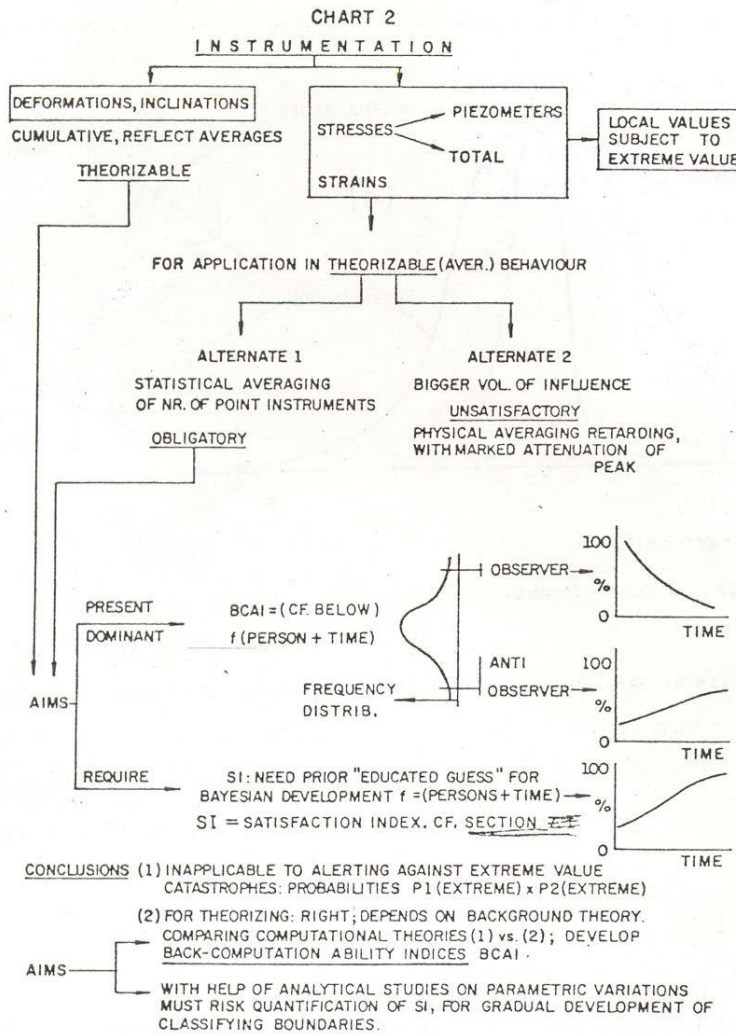 CHART 2
INSTRUMENTATION
DEFORMATIONS, INCLINATIONS
CUMULATIVE, REFLECT AVERAGES
THEORIZABLE
STRESSES
PIEZOMETERS
TOTAL
STRAINS
LOCAL VALUES
SUBJECT TO
EXTREME VALUE
FOR APPLICATION IN THEORIZABLE (AVER.) BEHAVIOUR
ALTERNATE 1
STATISTICAL AVERAGING
OF NR. OF POINT INSTRUMENTS
OBLIGATORY
ALTERNATE 2
BIGGER VOL. OF INFLUENCE
UNSATISFACTORY
PHYSICAL AVERAGING RETARDING,
WITH MARKED ATTENUATION OF
PEAK
AIMS
PRESENT
DOMINANT
BCAI = (CF. BELOW)
f (PERSON + TIME)
FREQUENCY
DISTRIB.
OBSERVER
100
%
0
TIME
ANTI
OBSERVER
100
%
0
TIME
REQUIRE
SI: NEED PRIOR "EDUCATED GUESS" FOR
BAYESIAN DEVELOPMENT f = (PERSONS + TIME)
SI = SATISFACTION INDEX. CF. SECTION
100
%
0
TIME
CONCLUSIONS (1) INAPPLICABLE TO ALERTING AGAINST EXTREME VALUE
CATASTROPHES: PROBABILITIES P1 (EXTREME) x P2 (EXTREME)
(2) FOR THEORIZING: RIGHT; DEPENDS ON BACKGROUND THEORY.
COMPARING COMPUTATIONAL THEORIES (1) vs. (2); DEVELOP
BACK-COMPUTATION ABILITY INDICES BCAI.
AIMS
WITH HELP OF ANALYTICAL STUDIES ON PARAMETRIC VARIATIONS
MUST RISK QUANTIFICATION OF SI, FOR GRADUAL DEVELOPMENT OF
CLASSIFYING BOUNDARIES.